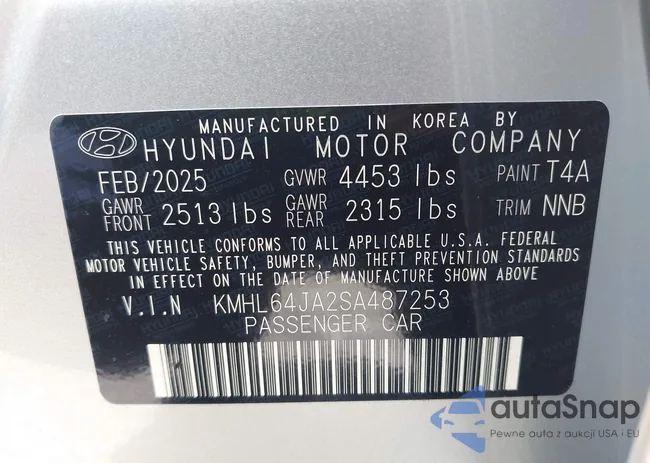 MANUFACTURED IN KOREA BY
HYUNDAI MOTOR COMPANY
FEB/2025 GVWR 4453 lbs PAINT T4A
GAWR FRONT 2513 lbs GAWR REAR 2315 lbs TRIM NNB
THIS VEHICLE CONFORMS TO ALL APPLICABLE U.S.A. FEDERAL
MOTOR VEHICLE SAFETY, BUMPER, AND THEFT PREVENTION STANDARDS
IN EFFECT ON THE DATE OF MANUFACTURE SHOWN ABOVE
V.I.N KMHL64JA2SA487253
PASSENGER CAR
autaSnap
Pewne auta z aukcji USA i EU